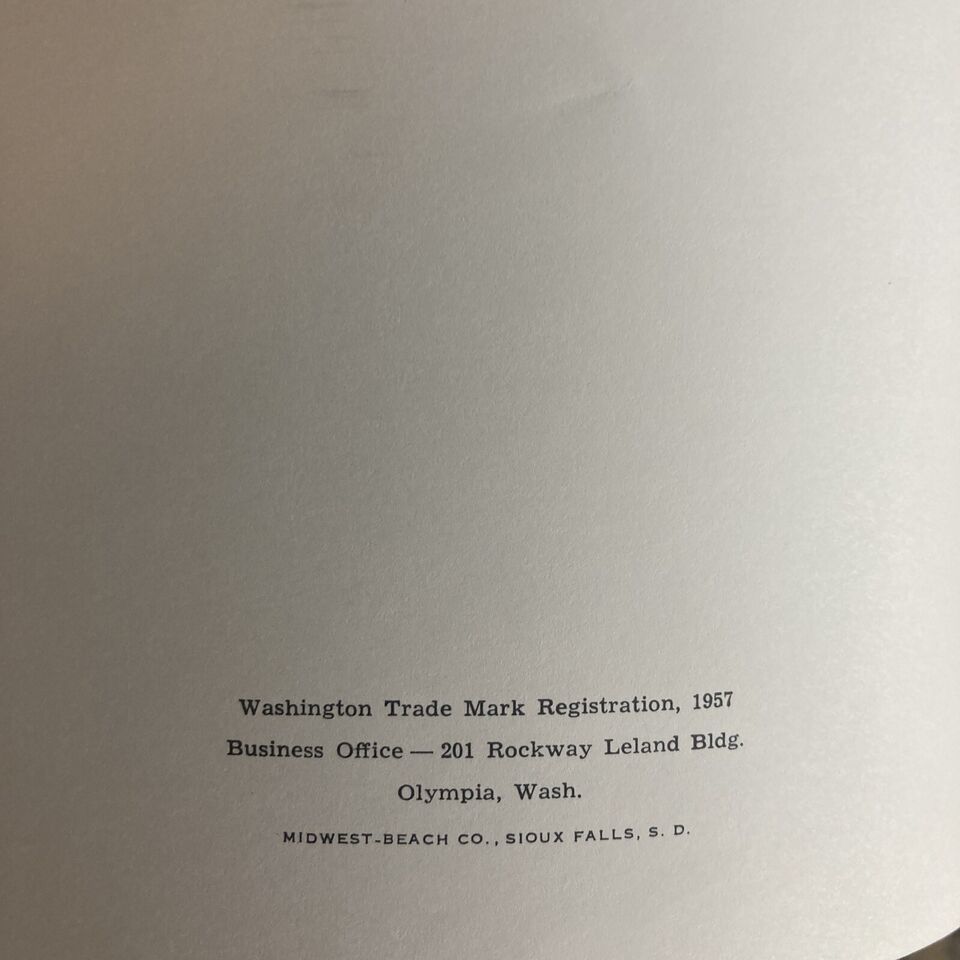 Washington Trade Mark Registration, 1957
Business Office — 201 Rockway Leland Bldg.
Olympia, Wash.
MIDWEST-BEACH CO., SIOUX FALLS, S. D.